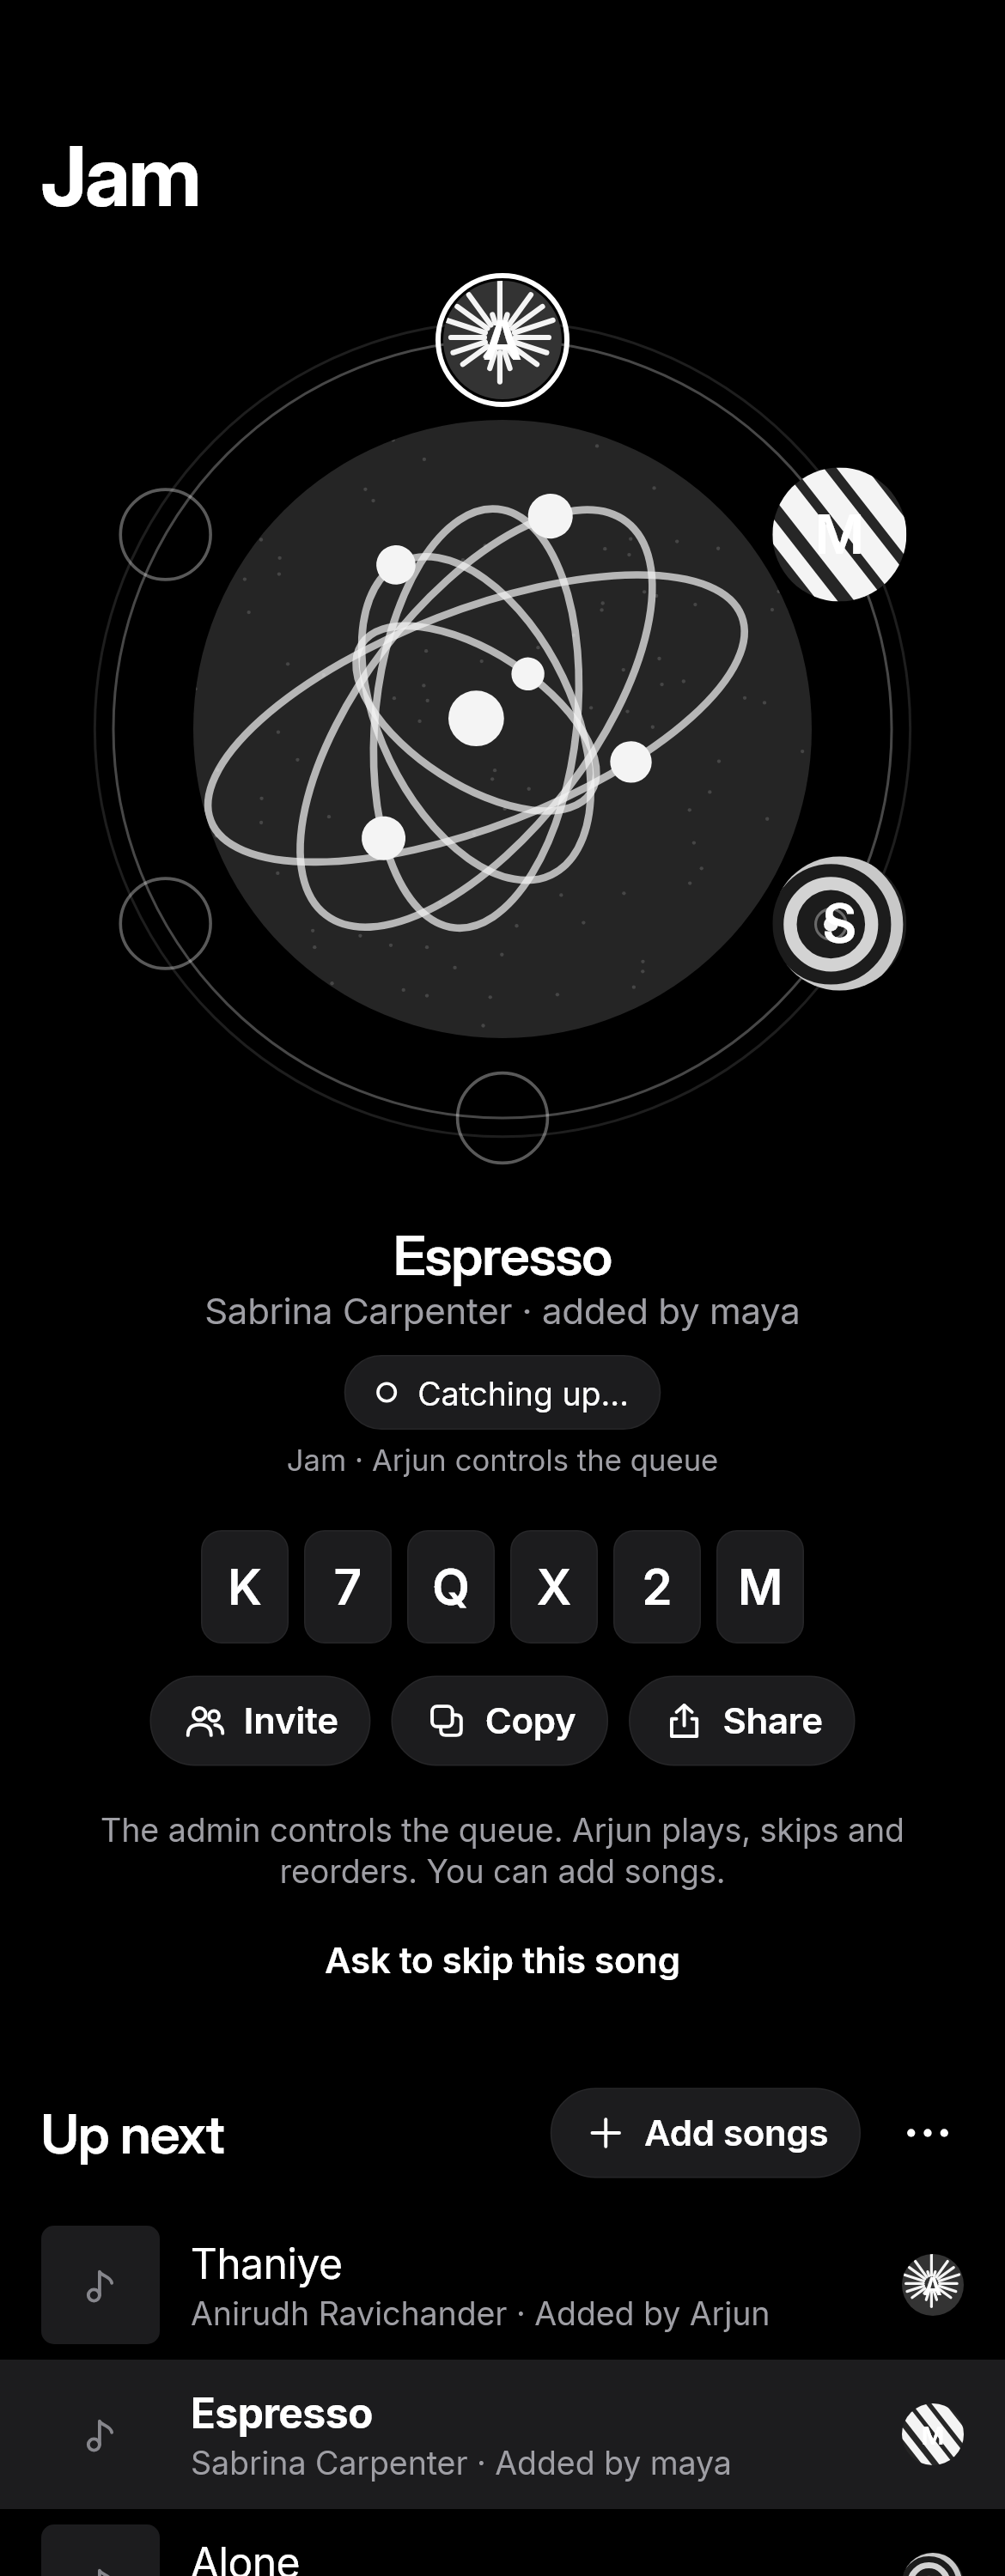 Jam
A
M
S
Espresso
Sabrina Carpenter · added by maya
Catching up...
Jam · Arjun controls the queue
K 7 Q X 2 M
Invite Copy Share
The admin controls the queue. Arjun plays, skips and
reorders. You can add songs.
Ask to skip this song
Up next
Add songs
Thaniye
Anirudh Ravichander · Added by Arjun
A
Espresso
Sabrina Carpenter · Added by maya
Alone